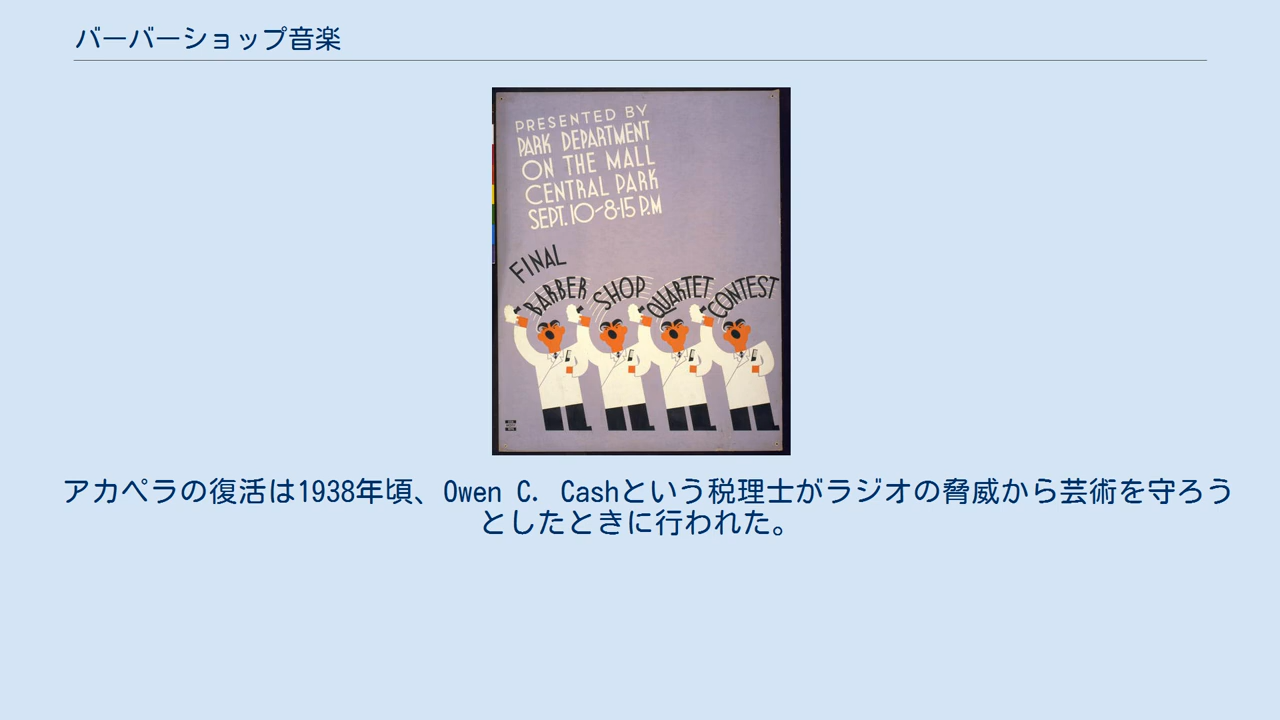 バーバーショップ音楽
PRESENTED BY
PARK DEPARTMENT
ON THE MALL
CENTRAL PARK
SEPT. 10-8·15 P.M
FINAL
BARBER SHOP QUARTET CONTEST
アカペラの復活は1938年頃、Owen C. Cashという税理士がラジオの脅威から芸術を守ろう
としたときに行われた。